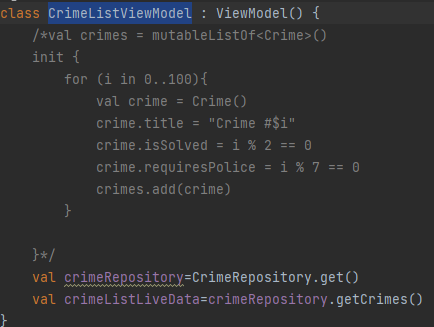 class CrimeListViewModel : ViewModel() {
    /*val crimes = mutableListOf<Crime>()
    init {
        for (i in 0..100){
            val crime = Crime()
            crime.title = "Crime #$i"
            crime.isSolved = i % 2 == 0
            crime.requiresPolice = i % 7 == 0
            crimes.add(crime)
        }

    }*/
    val crimeRepository=CrimeRepository.get()
    val crimeListLiveData=crimeRepository.getCrimes()
}